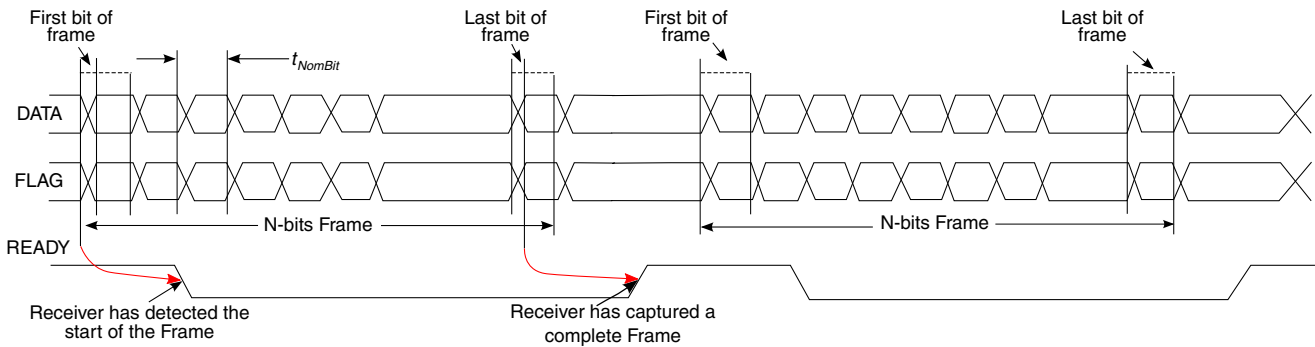 First bit of
frame
Last bit of
frame
First bit of
frame
Last bit of
frame
t_NomBit
DATA
FLAG
N-bits Frame
N-bits Frame
READY
Receiver has detected the
start of the Frame
Receiver has captured a
complete Frame